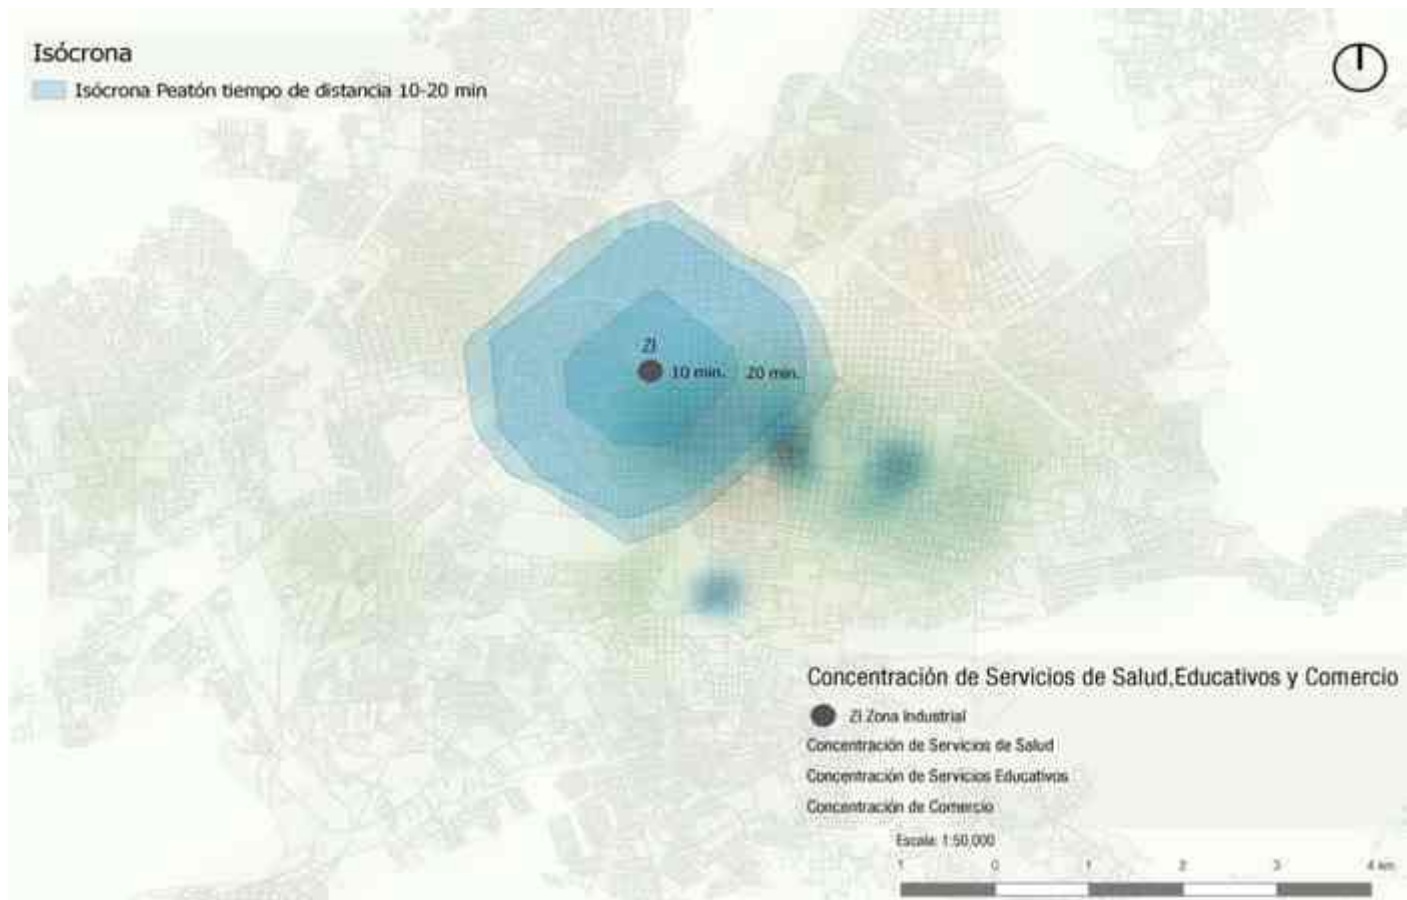 Isócrona
Isócrona Peatón tiempo de distancia 10-20 min
ZI
10 min.
20 min.
Concentración de Servicios de Salud,Educativos y Comercio
ZI Zona Industrial
Concentración de Servicios de Salud
Concentración de Servicios Educativos
Concentración de Comercio
Escala: 1:50,000
1 0 1 2 3 4 km